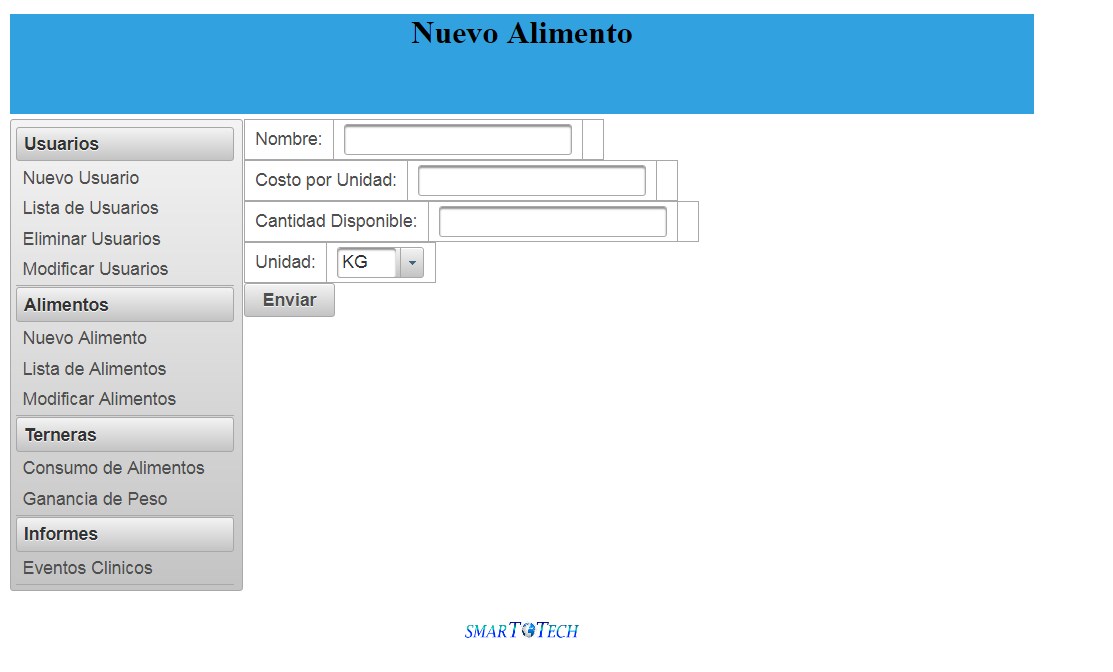 Nuevo Alimento
Usuarios
Nuevo Usuario
Lista de Usuarios
Eliminar Usuarios
Modificar Usuarios
Alimentos
Nuevo Alimento
Lista de Alimentos
Modificar Alimentos
Terneras
Consumo de Alimentos
Ganancia de Peso
Informes
Eventos Clinicos
Nombre:
Costo por Unidad:
Cantidad Disponible:
Unidad: KG
Enviar
SMARTOTECH